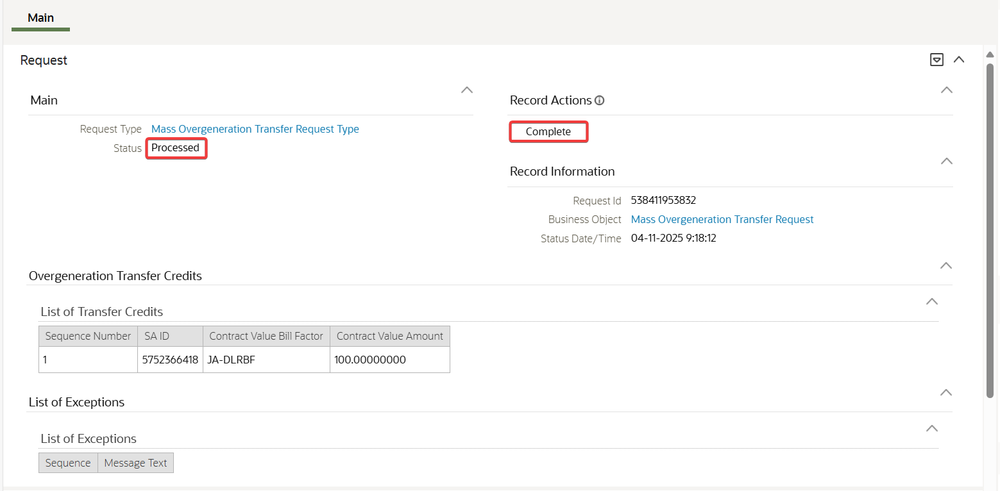 Main
Request
Main
Request Type Mass Overgeneration Transfer Request Type
Status Processed
Record Actions
Complete
Record Information
Request Id 538411953832
Business Object Mass Overgeneration Transfer Request
Status Date/Time 04-11-2025 9:18:12
Overgeneration Transfer Credits
List of Transfer Credits
Sequence Number SA ID Contract Value Bill Factor Contract Value Amount
1 5752366418 JA-DLRBF 100.00000000
List of Exceptions
List of Exceptions
Sequence Message Text